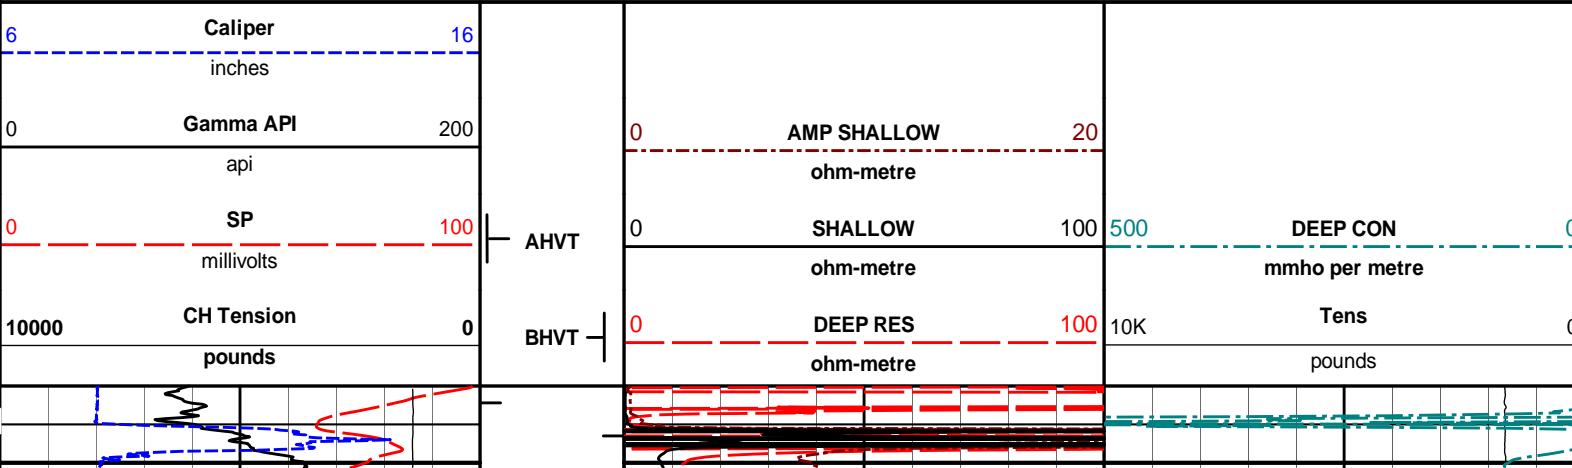 Caliper
6 16
inches
Gamma API
0 200
api
SP
0 100
millivolts
CH Tension
10000 0
pounds
AHVT
BHVT
AMP SHALLOW
0 20
ohm-metre
SHALLOW
0 100
ohm-metre
DEEP RES
0 100
ohm-metre
DEEP CON
500 0
mmho per metre
Tens
10K 0
pounds